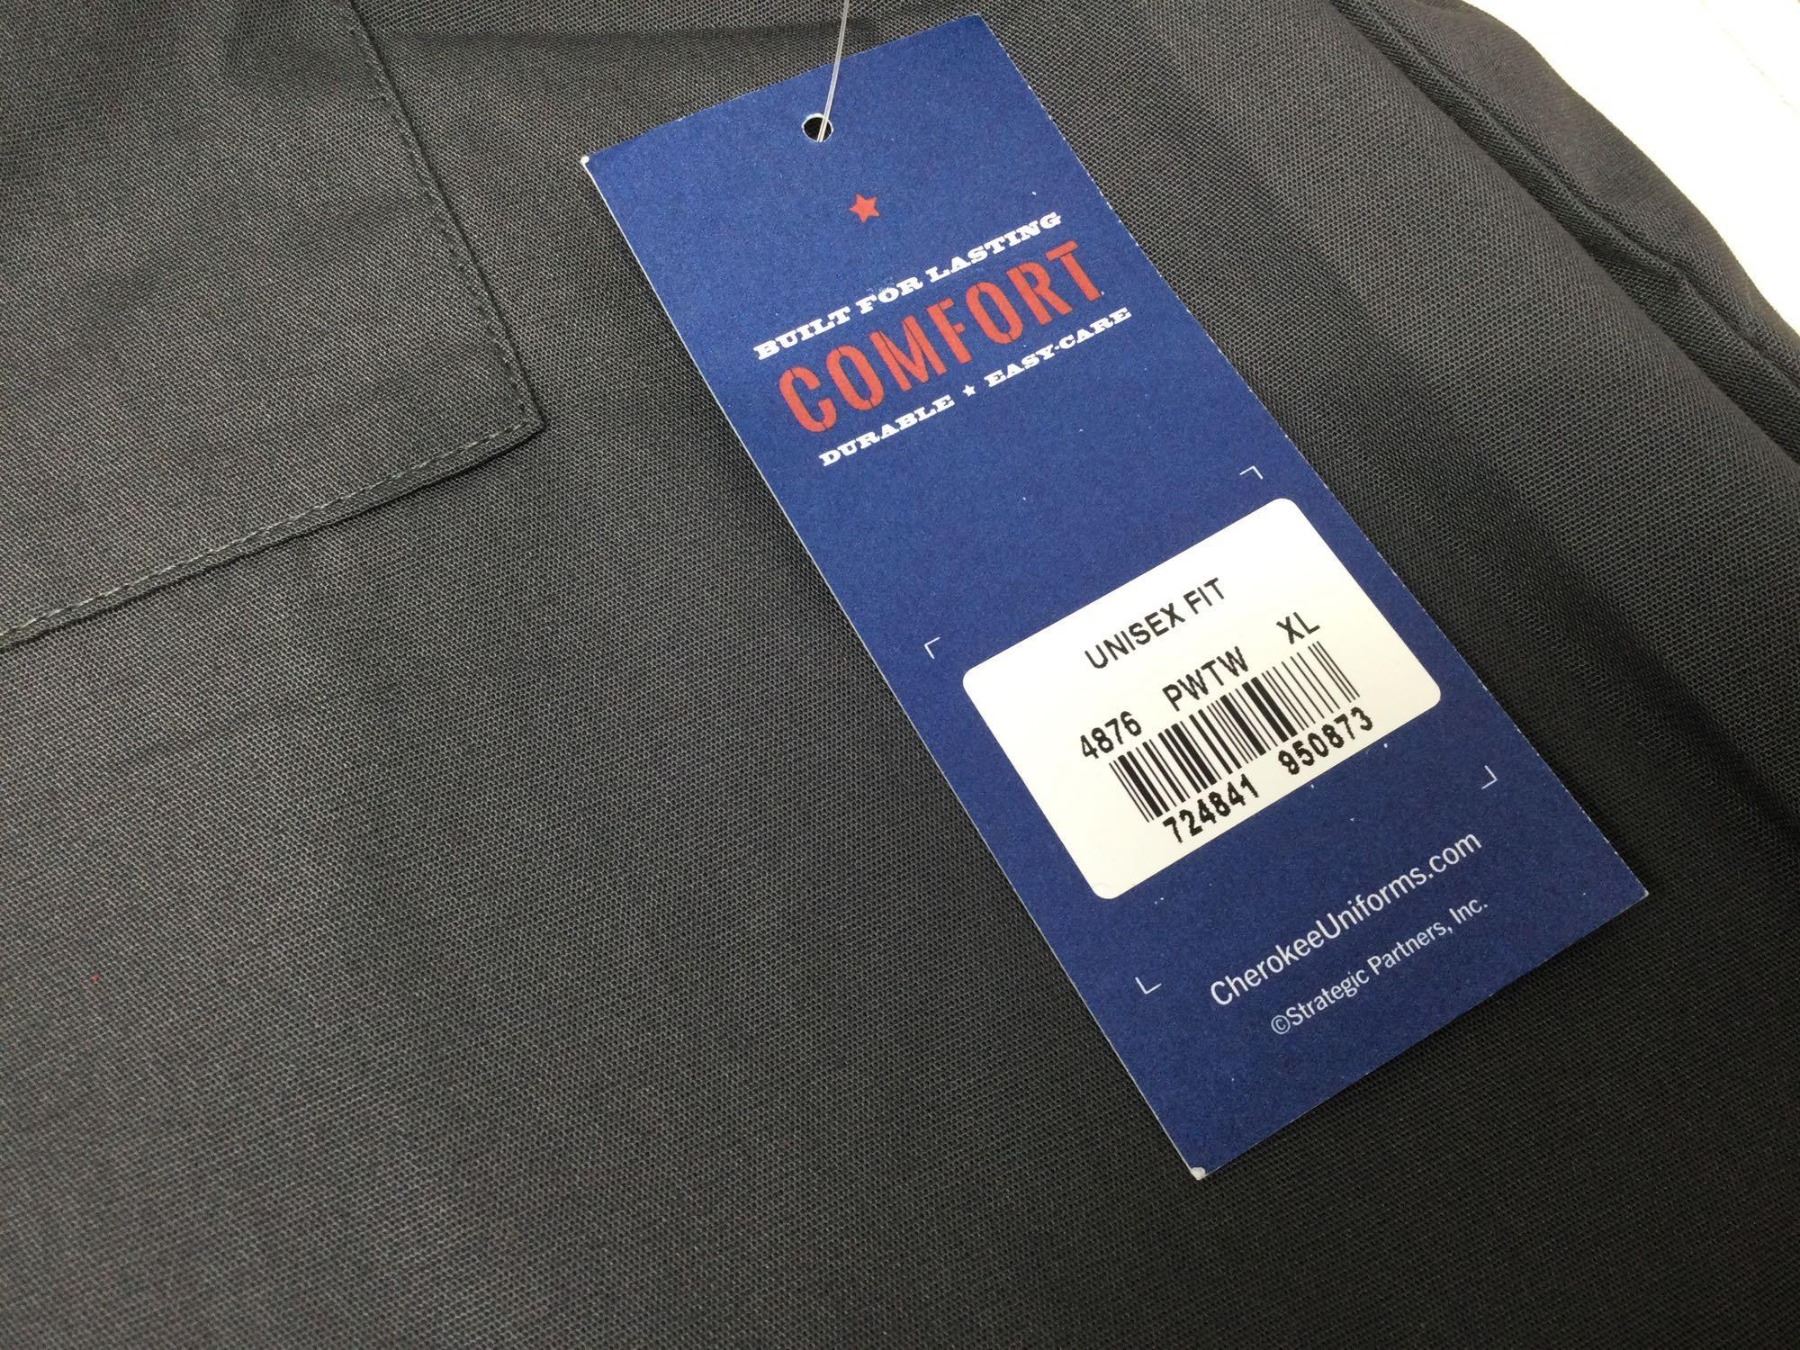 BUILT FOR LASTING
COMFORT
DURABLE ★ EASY-CARE
UNISEX FIT
4876 PWTW XL
724841 950873
CherokeeUniforms.com
©Strategic Partners, Inc.